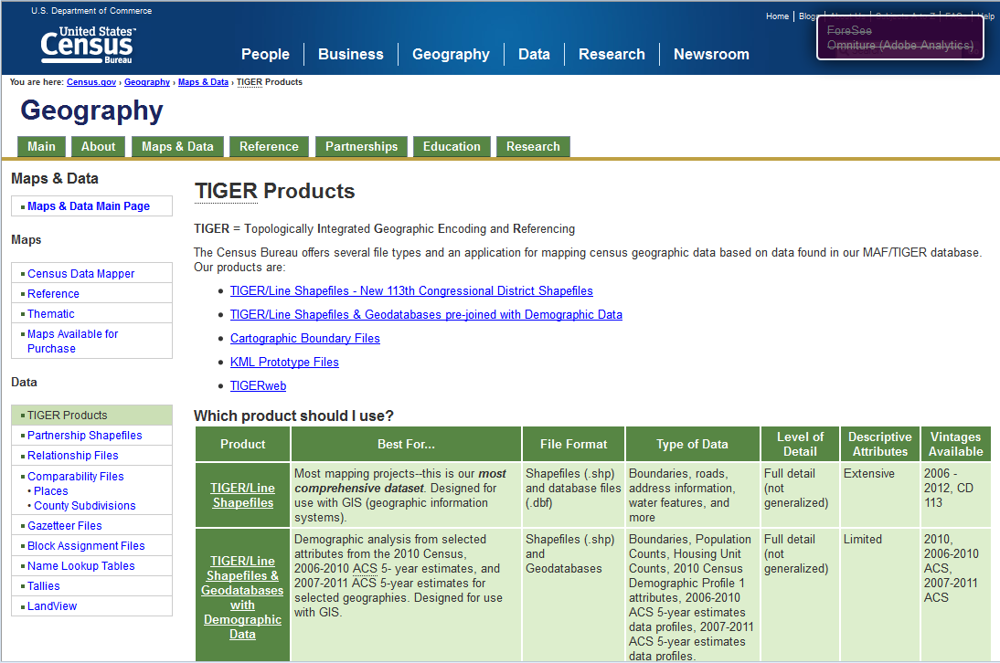 U.S. Department of Commerce
United States™
Census
Bureau
Home | Blogs
Help
ForeSee
Omniture (Adobe Analytics)
People | Business | Geography | Data | Research | Newsroom
You are here: Census.gov › Geography › Maps & Data › TIGER Products
Geography
Main About Maps & Data Reference Partnerships Education Research
Maps & Data
Maps & Data Main Page
Maps
Census Data Mapper
Reference
Thematic
Maps Available for
Purchase
Data
TIGER Products
Partnership Shapefiles
Relationship Files
Comparability Files
• Places
• County Subdivisions
Gazetteer Files
Block Assignment Files
Name Lookup Tables
Tallies
LandView
TIGER Products
TIGER = Topologically Integrated Geographic Encoding and Referencing
The Census Bureau offers several file types and an application for mapping census geographic data based on data found in our MAF/TIGER database.
Our products are:
• TIGER/Line Shapefiles - New 113th Congressional District Shapefiles
• TIGER/Line Shapefiles & Geodatabases pre-joined with Demographic Data
• Cartographic Boundary Files
• KML Prototype Files
• TIGERweb
Which product should I use?
Product
Best For...
File Format
Type of Data
Level of
Detail
Descriptive
Attributes
Vintages
Available
TIGER/Line
Shapefiles
Most mapping projects--this is our most
comprehensive dataset. Designed for
use with GIS (geographic information
systems).
Shapefiles (.shp)
and database files
(.dbf)
Boundaries, roads,
address information,
water features, and
more
Full detail
(not
generalized)
Extensive
2006 -
2012, CD
113
TIGER/Line
Shapefiles &
Geodatabases
with
Demographic
Data
Demographic analysis from selected
attributes from the 2010 Census,
2006-2010 ACS 5- year estimates, and
2007-2011 ACS 5-year estimates for
selected geographies. Designed for use
with GIS.
Shapefiles (.shp)
and
Geodatabases
Boundaries, Population
Counts, Housing Unit
Counts, 2010 Census
Demographic Profile 1
attributes, 2006-2010
ACS 5-year estimates
data profiles, 2007-2011
ACS 5-year estimates
data profiles.
Full detail
(not
generalized)
Limited
2010,
2006-2010
ACS,
2007-2011
ACS